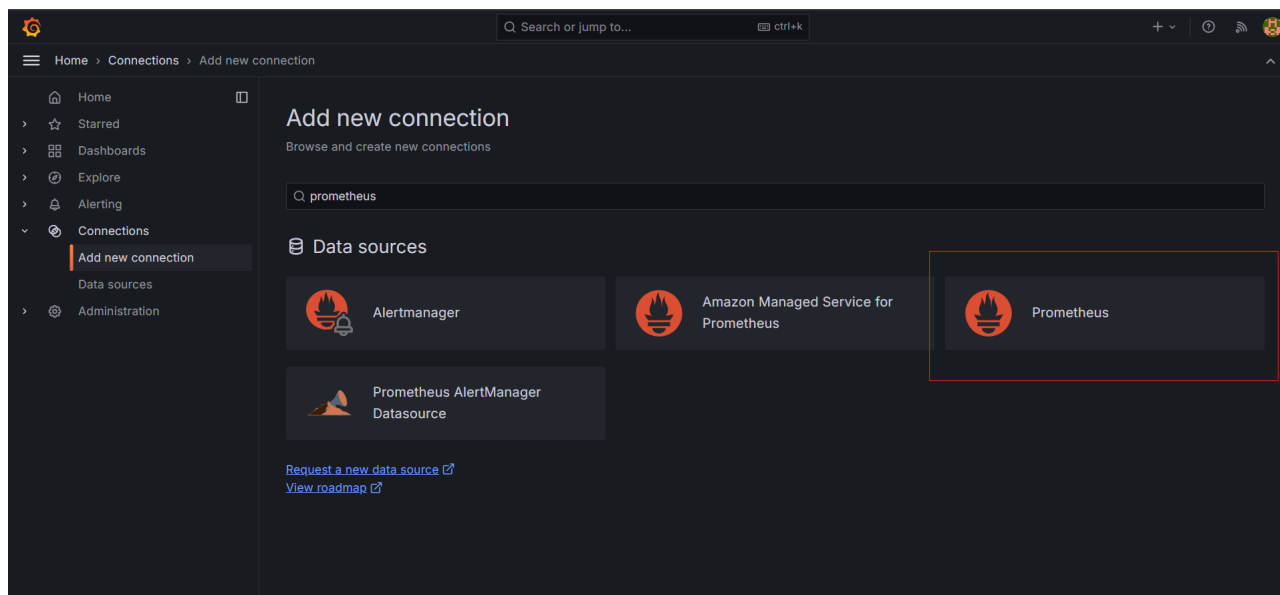 Search or jump to... ctrl+k
Home › Connections › Add new connection
Home
Starred
Dashboards
Explore
Alerting
Connections
Add new connection
Data sources
Administration
Add new connection
Browse and create new connections
prometheus
Data sources
Alertmanager
Amazon Managed Service for
Prometheus
Prometheus
Prometheus AlertManager
Datasource
Request a new data source
View roadmap